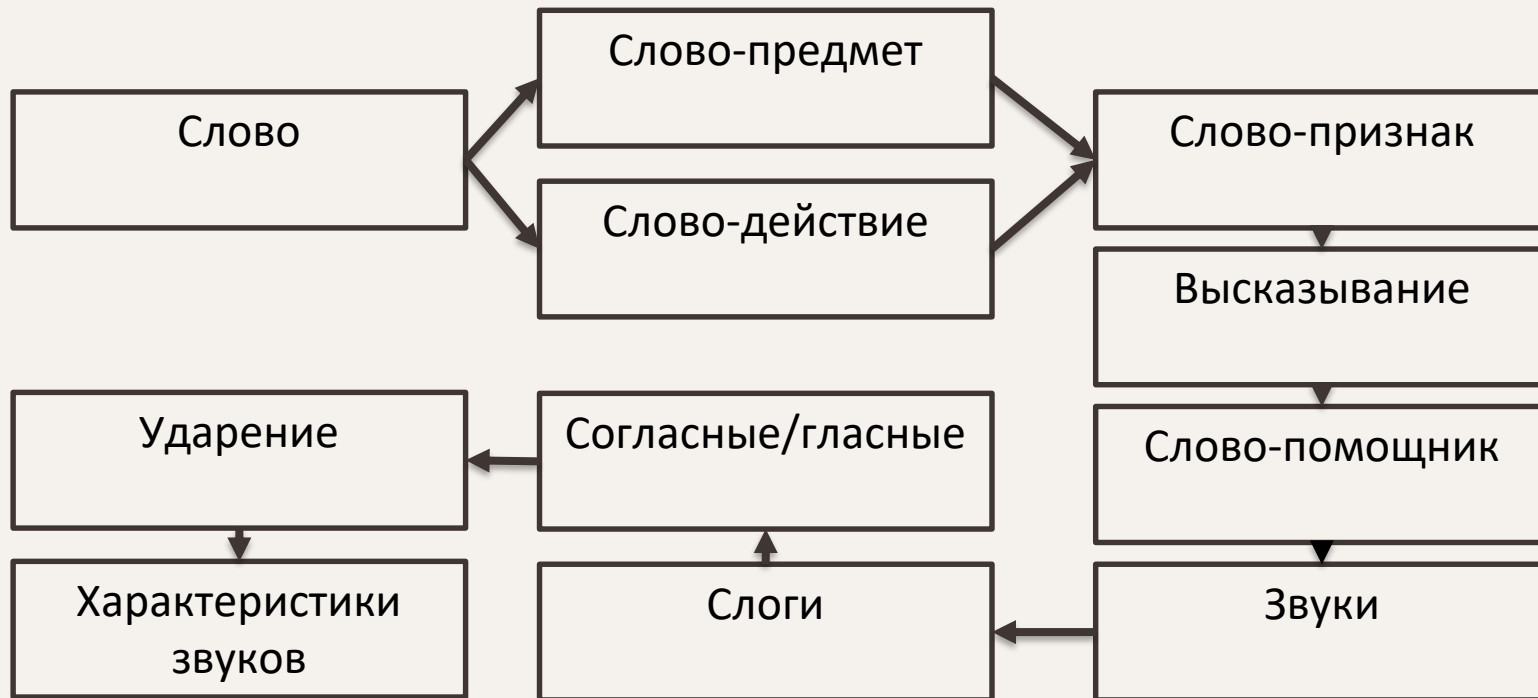 Слово
Слово-предмет
Слово-действие
Слово-признак
Высказывание
Слово-помощник
Звуки
Слоги
Согласные/гласные
Ударение
Характеристики
звуков